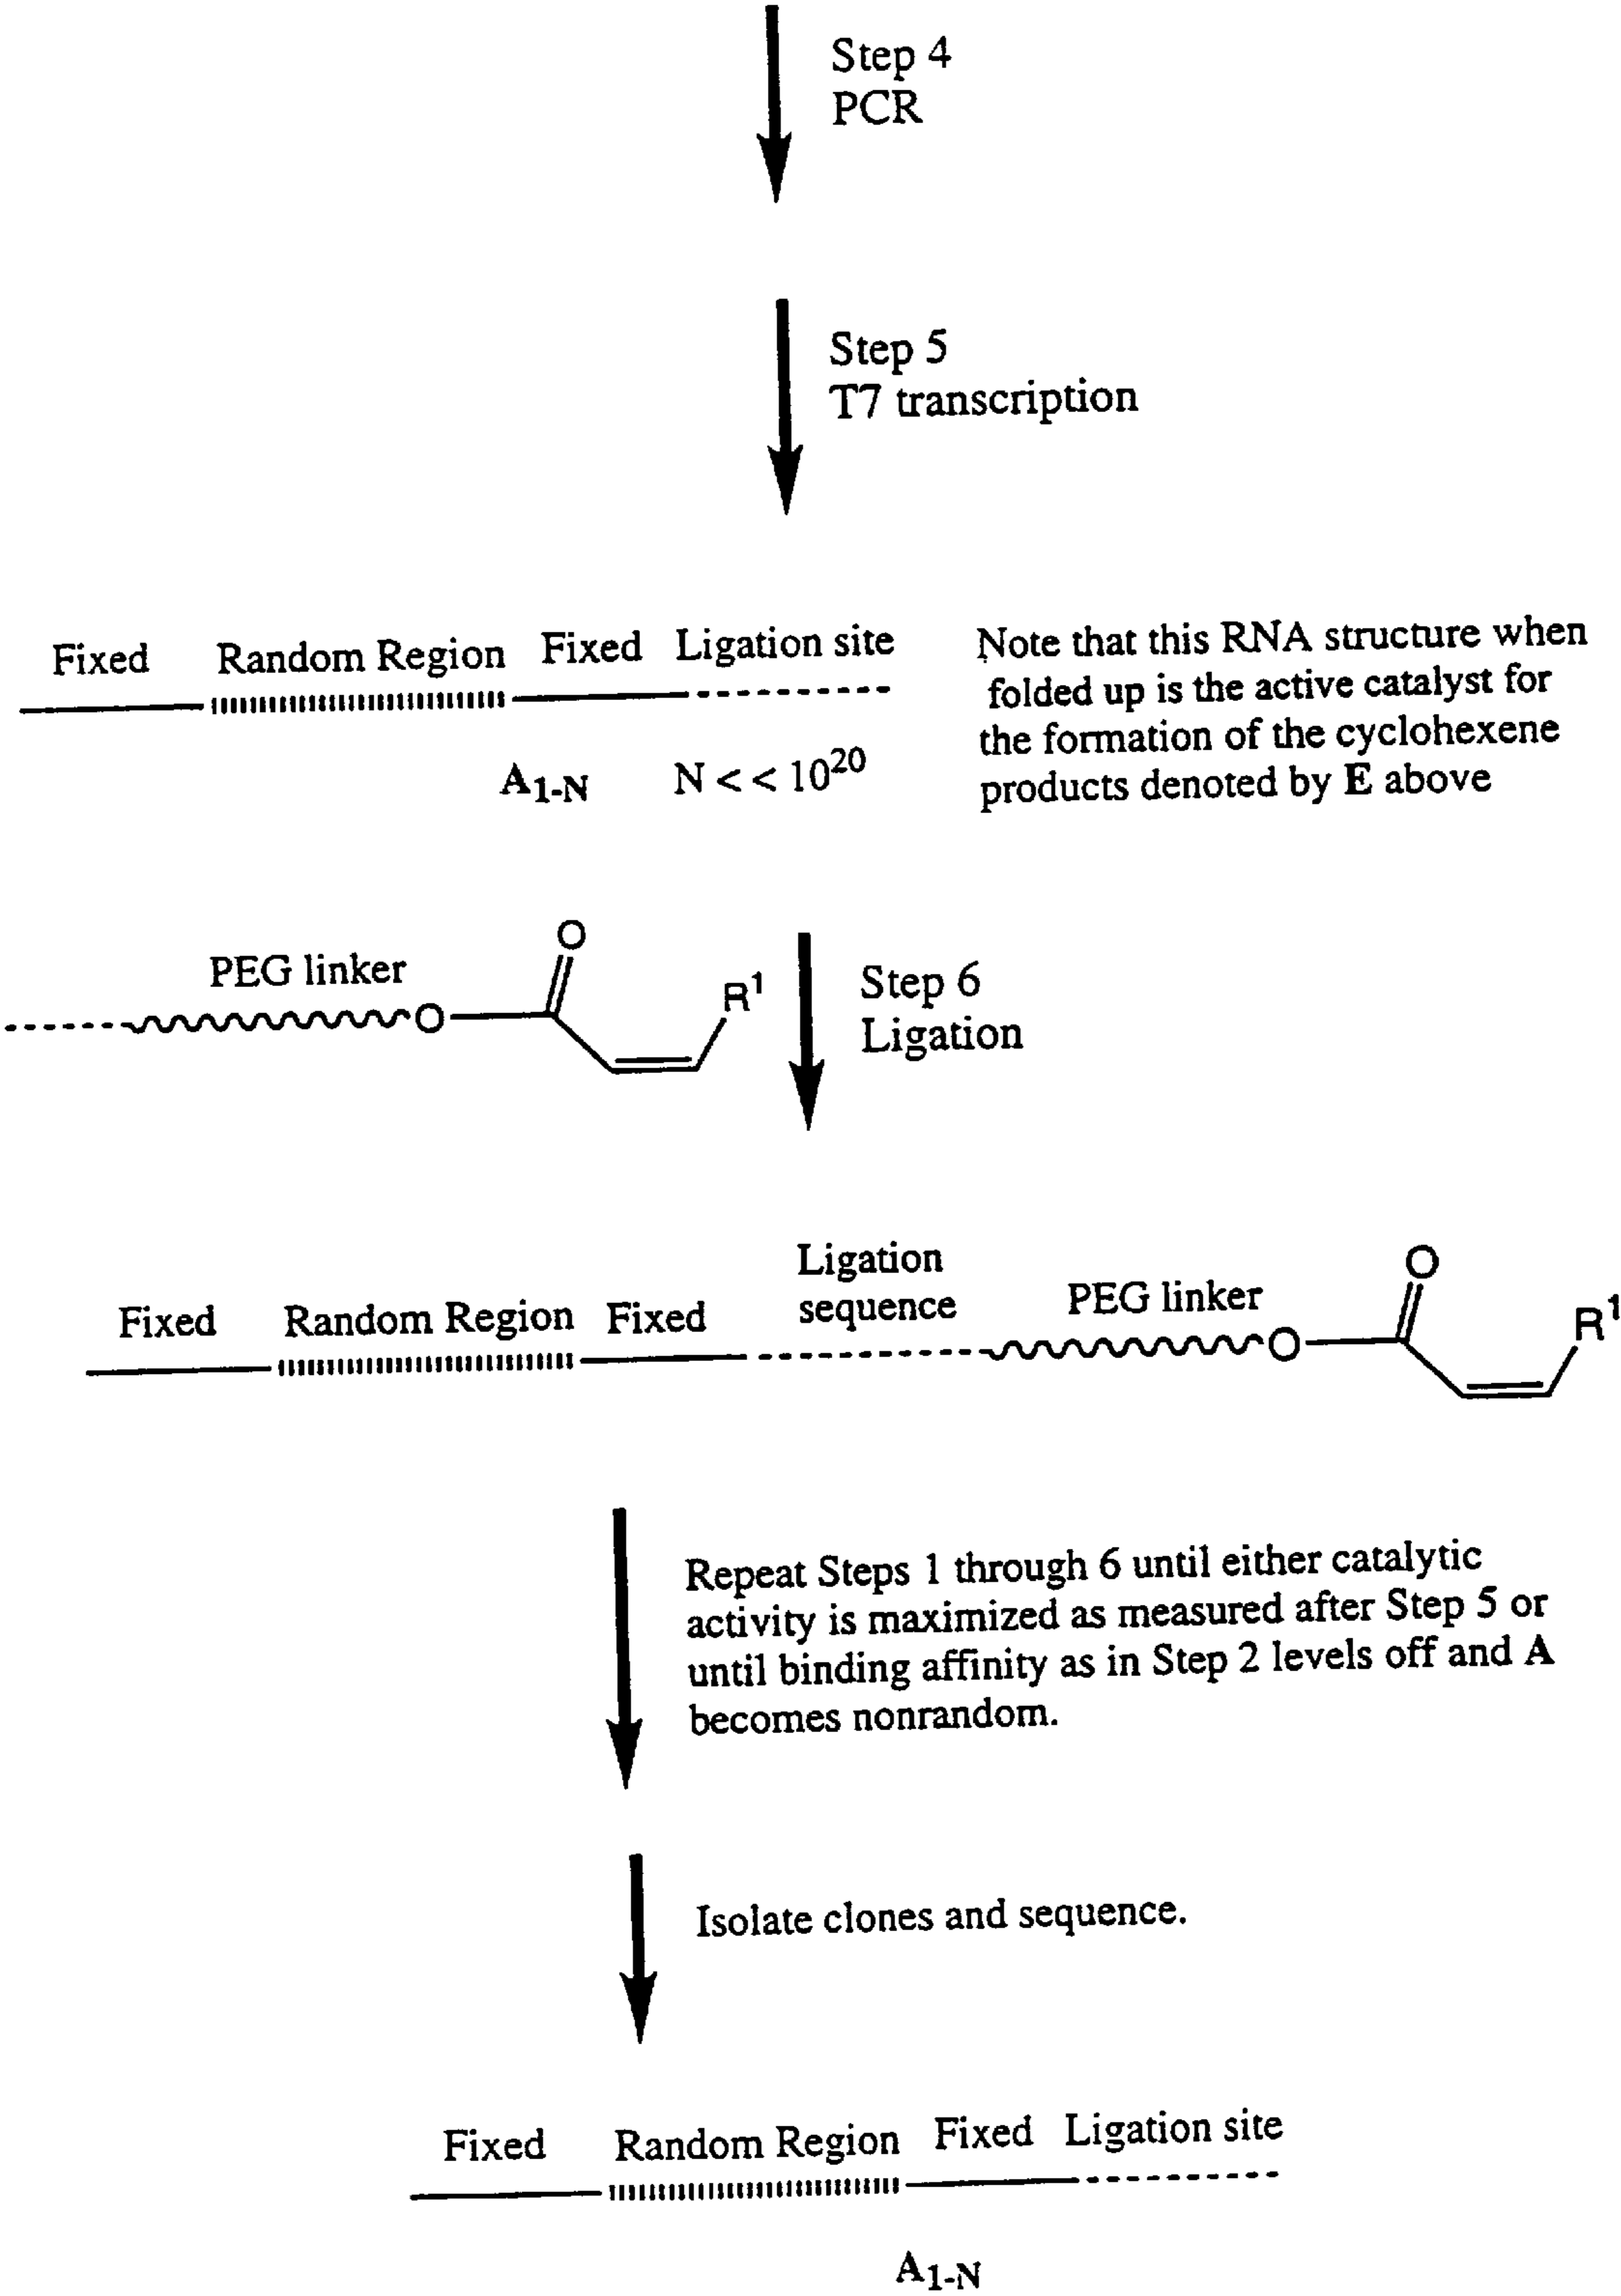 Step 4
PCR
Step 5
T7 transcription
Fixed Random Region Fixed Ligation site
A1-N N < < 10^20
Note that this RNA structure when
folded up is the active catalyst for
the formation of the cyclohexene
products denoted by E above
PEG linker
O
O
R1
Step 6
Ligation
Ligation
sequence
Fixed Random Region Fixed
PEG linker
O
O
R1
Repeat Steps 1 through 6 until either catalytic
activity is maximized as measured after Step 5 or
until binding affinity as in Step 2 levels off and A
becomes nonrandom.
Isolate clones and sequence.
Fixed Random Region Fixed Ligation site
A1-N